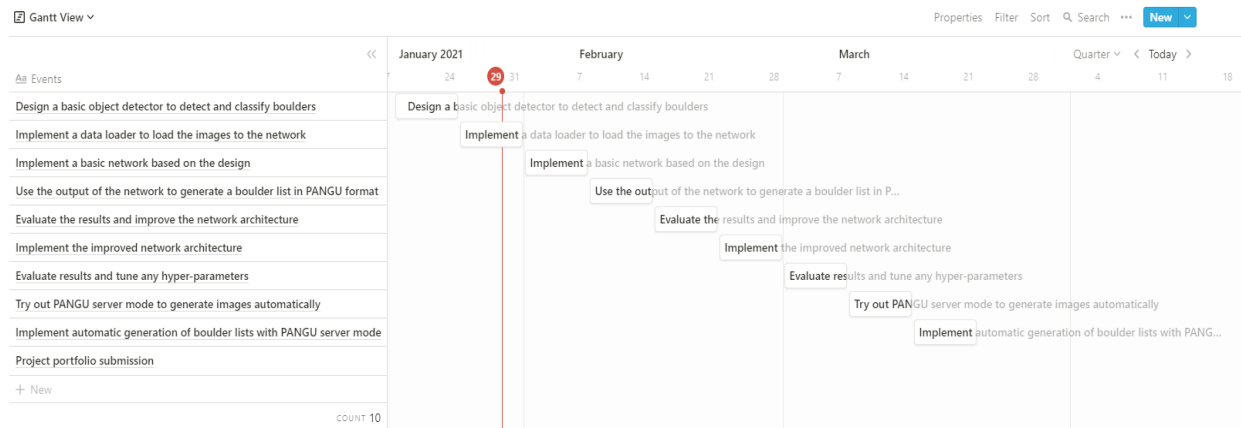 Gantt View
Properties Filter Sort Search ••• New
January 2021 February March Quarter Today
Aa Events
24 29 31 7 14 21 28 7 14 21 28 4 11 18
Design a basic object detector to detect and classify boulders Design a basic object detector to detect and classify boulders
Implement a data loader to load the images to the network Implement a data loader to load the images to the network
Implement a basic network based on the design Implement a basic network based on the design
Use the output of the network to generate a boulder list in PANGU format Use the output of the network to generate a boulder list in P...
Evaluate the results and improve the network architecture Evaluate the results and improve the network architecture
Implement the improved network architecture Implement the improved network architecture
Evaluate results and tune any hyper-parameters Evaluate results and tune any hyper-parameters
Try out PANGU server mode to generate images automatically Try out PANGU server mode to generate images automatically
Implement automatic generation of boulder lists with PANGU server mode Implement automatic generation of boulder lists with PANG...
Project portfolio submission
+ New
COUNT 10